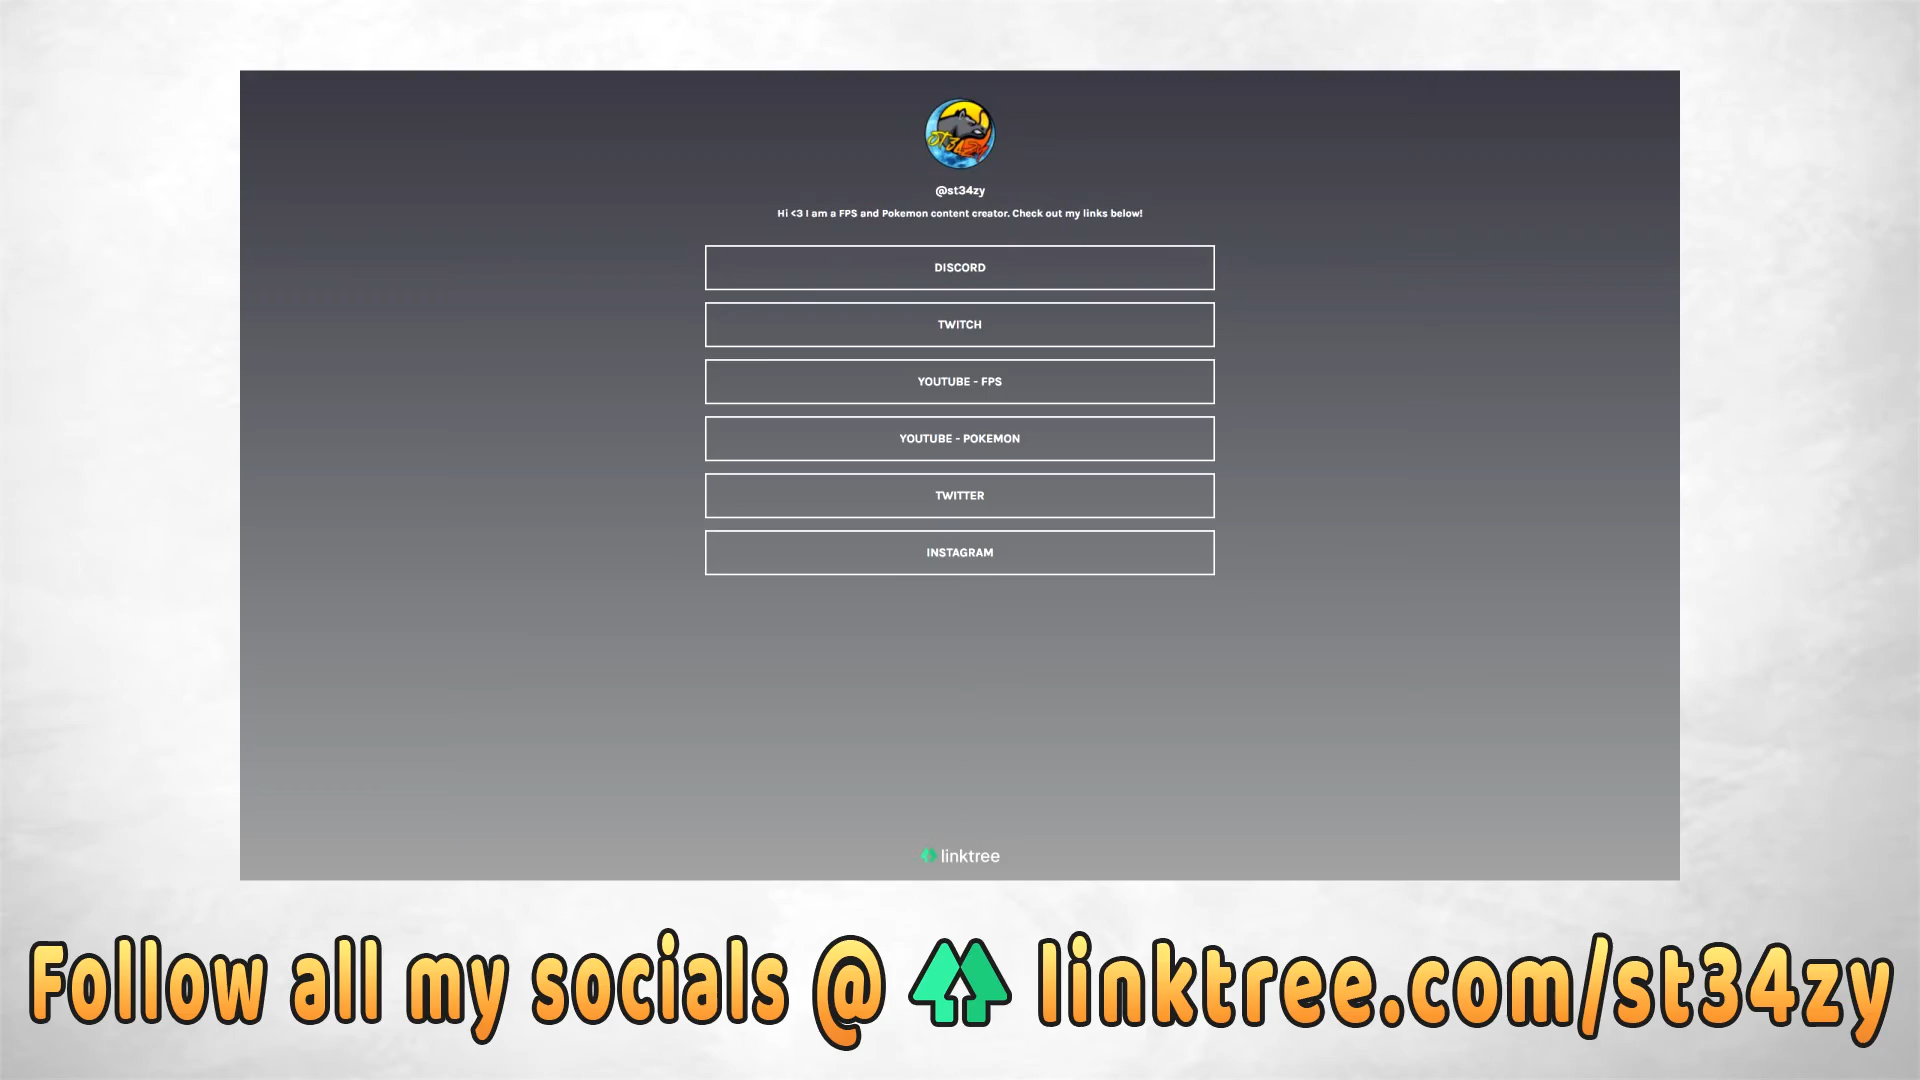 St34zy
@st34zy
Hi <3 I am a FPS and Pokemon content creator. Check out my links below!
DISCORD
TWITCH
YOUTUBE - FPS
YOUTUBE - POKEMON
TWITTER
INSTAGRAM
linktree
Follow all my socials @ linktree.com/st34zy